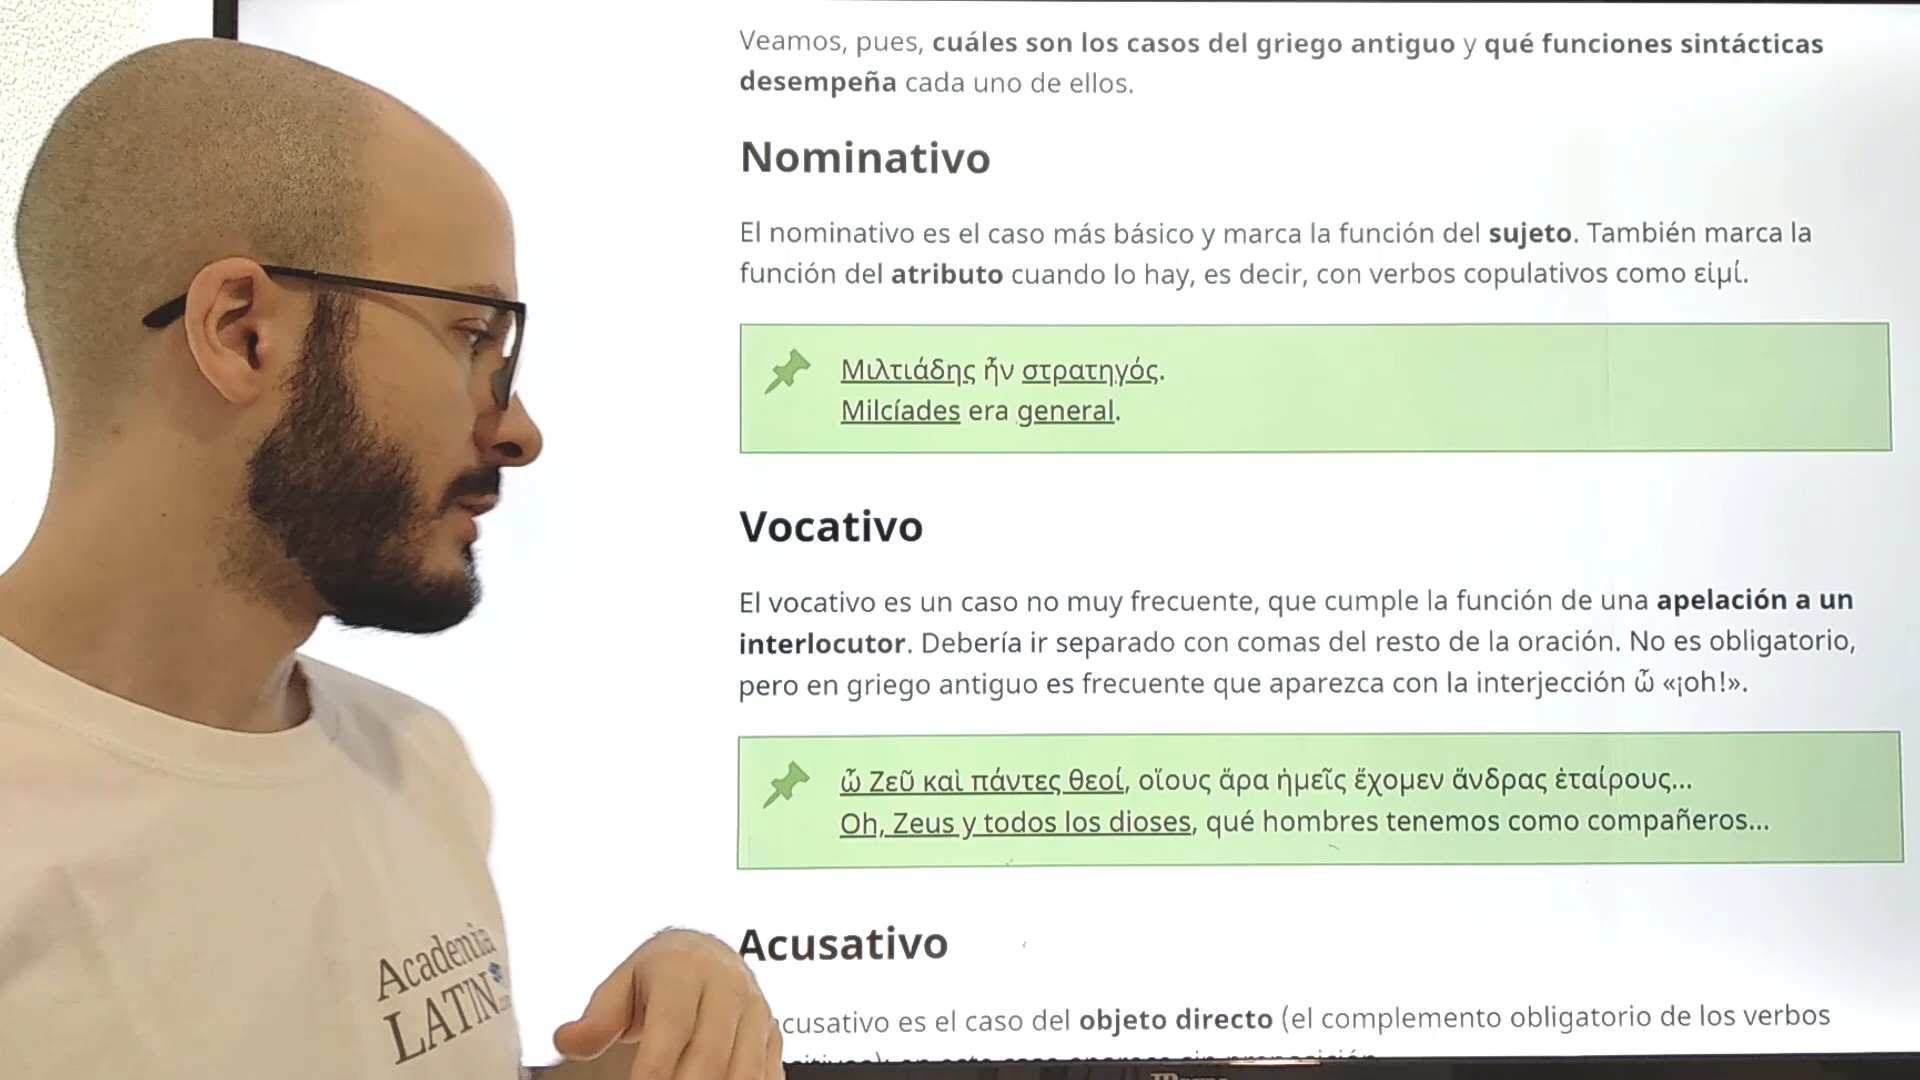 Veamos, pues, cuáles son los casos del griego antiguo y qué funciones sintácticas
desempeña cada uno de ellos.
Nominativo
El nominativo es el caso más básico y marca la función del sujeto. También marca la
función del atributo cuando lo hay, es decir, con verbos copulativos como εἰμί.
Μιλτιάδης ἦν στρατηγός.
Milcíades era general.
Vocativo
El vocativo es un caso no muy frecuente, que cumple la función de una apelación a un
interlocutor. Debería ir separado con comas del resto de la oración. No es obligatorio,
pero en griego antiguo es frecuente que aparezca con la interjección ὦ «¡oh!».
ὦ Ζεῦ καὶ πάντες θεοί, οἵους ἄρα ἡμεῖς ἔχομεν ἄνδρας ἑταίρους...
Oh, Zeus y todos los dioses, qué hombres tenemos como compañeros...
Acusativo
acusativo es el caso del objeto directo (el complemento obligatorio de los verbos
Academia
LATIN